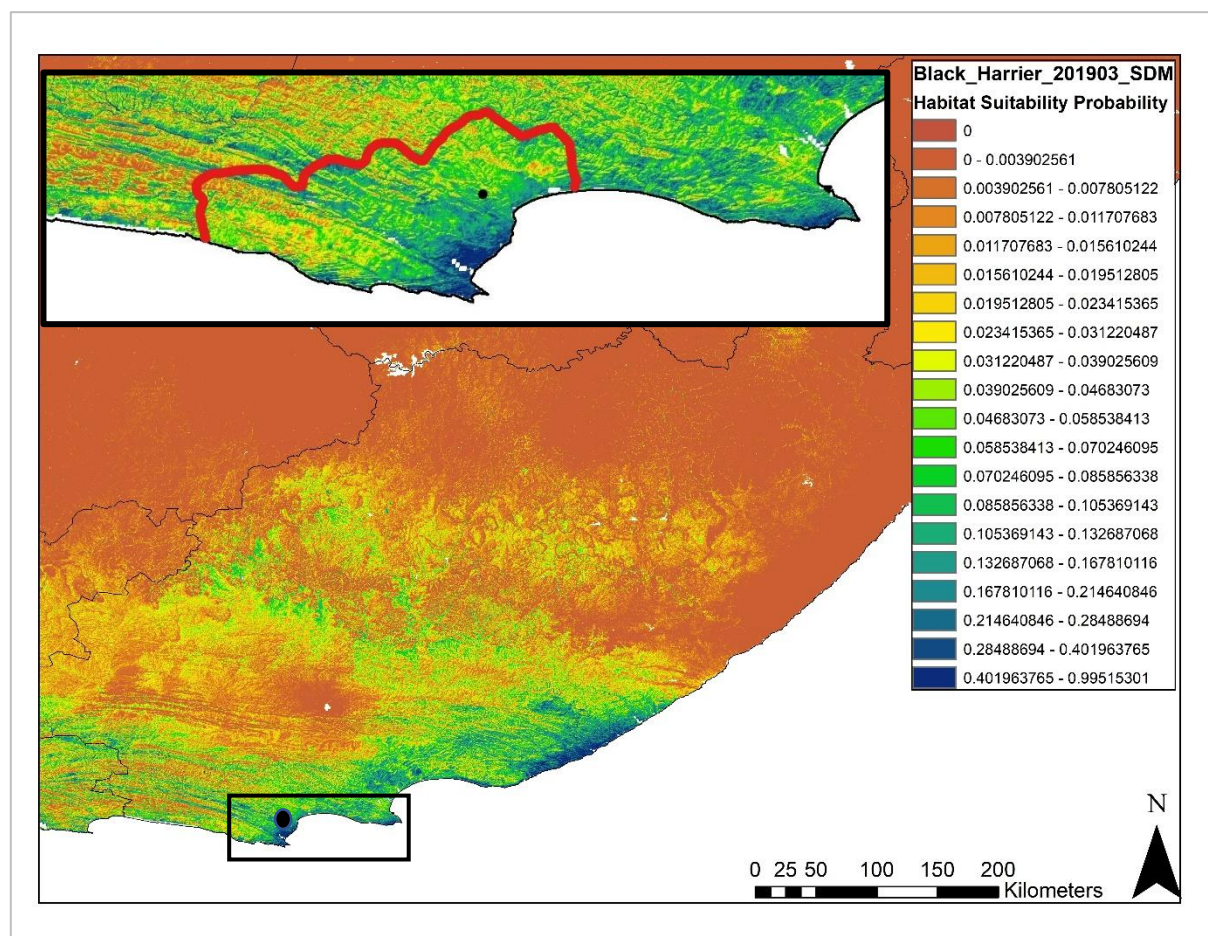 Black_Harrier_201903_SDM
Habitat Suitability Probability
0
0 - 0.003902561
0.003902561 - 0.007805122
0.007805122 - 0.011707683
0.011707683 - 0.015610244
0.015610244 - 0.019512805
0.019512805 - 0.023415365
0.023415365 - 0.031220487
0.031220487 - 0.039025609
0.039025609 - 0.04683073
0.04683073 - 0.058538413
0.058538413 - 0.070246095
0.070246095 - 0.085856338
0.085856338 - 0.105369143
0.105369143 - 0.132687068
0.132687068 - 0.167810116
0.167810116 - 0.214640846
0.214640846 - 0.28488694
0.28488694 - 0.401963765
0.401963765 - 0.99515301
N
0 25 50 100 150 200
Kilometers